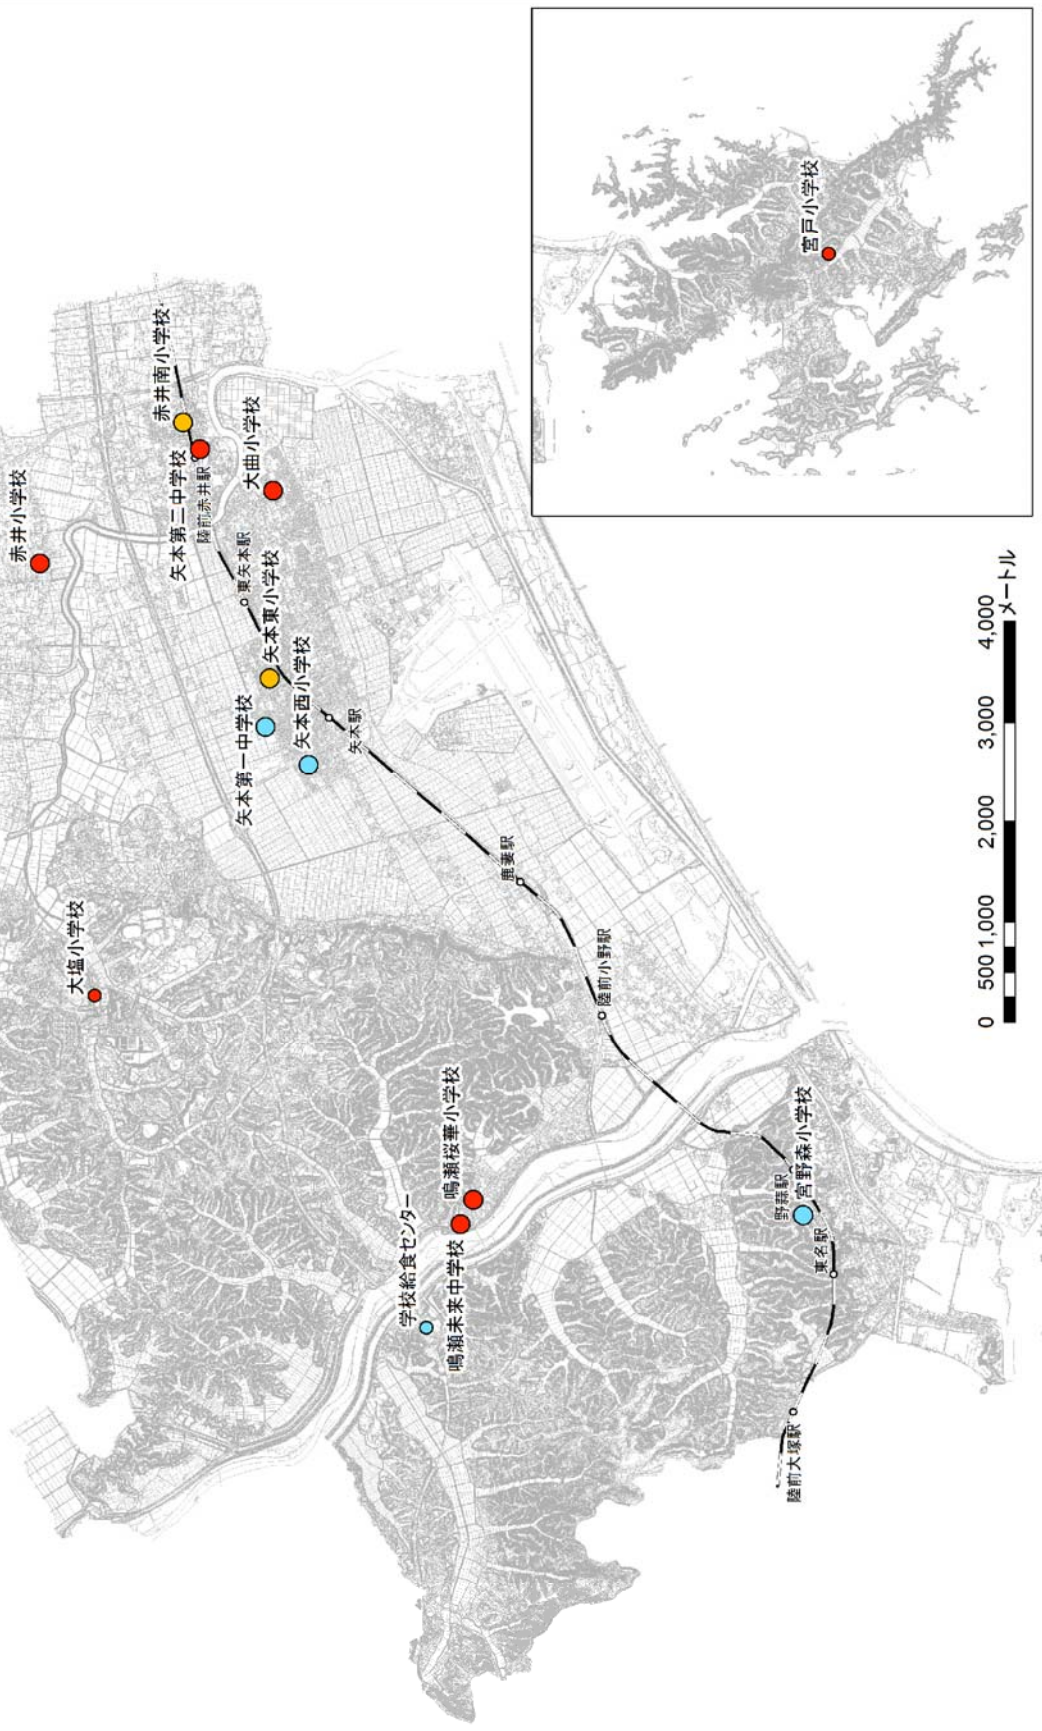 赤井小学校
赤井南小学校
矢本第二中学校
陸前赤井駅
大曲小学校
東矢本駅
矢本東小学校
矢本第一中学校
矢本西小学校
矢本駅
大塩小学校
鹿妻駅
陸前小野駅
鳴瀬桜華小学校
学校給食センター
鳴瀬未来中学校
野蒜駅
宮野森小学校
東名駅
陸前大塚駅
宮戸小学校
0 500 1,000 2,000 3,000 4,000
メートル